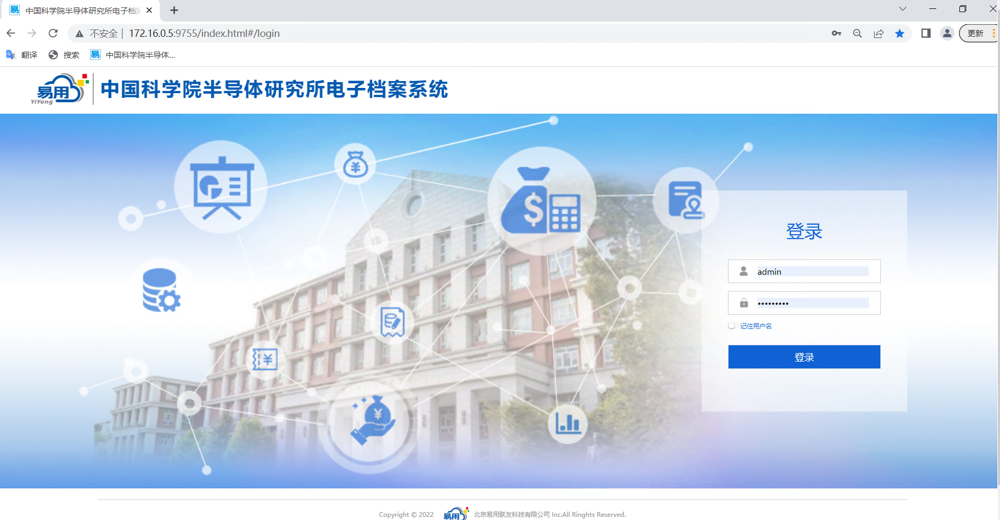 中国科学院半导体研究所电子档
不安全 172.16.0.5:9755/index.html#/login
更新
翻译 搜索 中国科学院半导体...
易用 YiYong 中国科学院半导体研究所电子档案系统
登录
admin
•••••••••
记住用户名
登录
Copyright © 2022 易用 北京易用联友科技有限公司 Inc.All Ringhts Reserved.